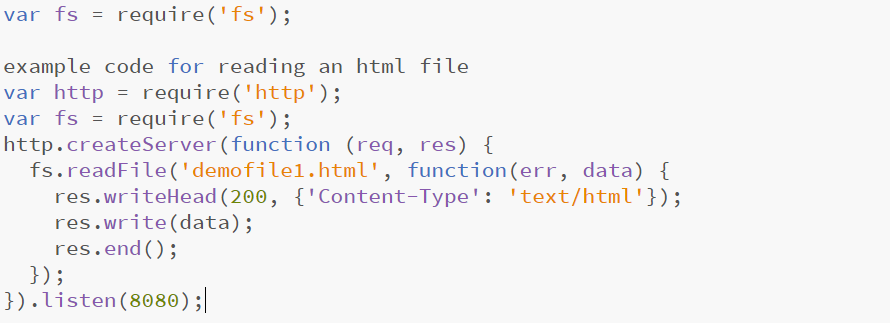 var fs = require('fs');

example code for reading an html file
var http = require('http');
var fs = require('fs');
http.createServer(function (req, res) {
  fs.readFile('demofile1.html', function(err, data) {
    res.writeHead(200, {'Content-Type': 'text/html'});
    res.write(data);
    res.end();
  });
}).listen(8080);